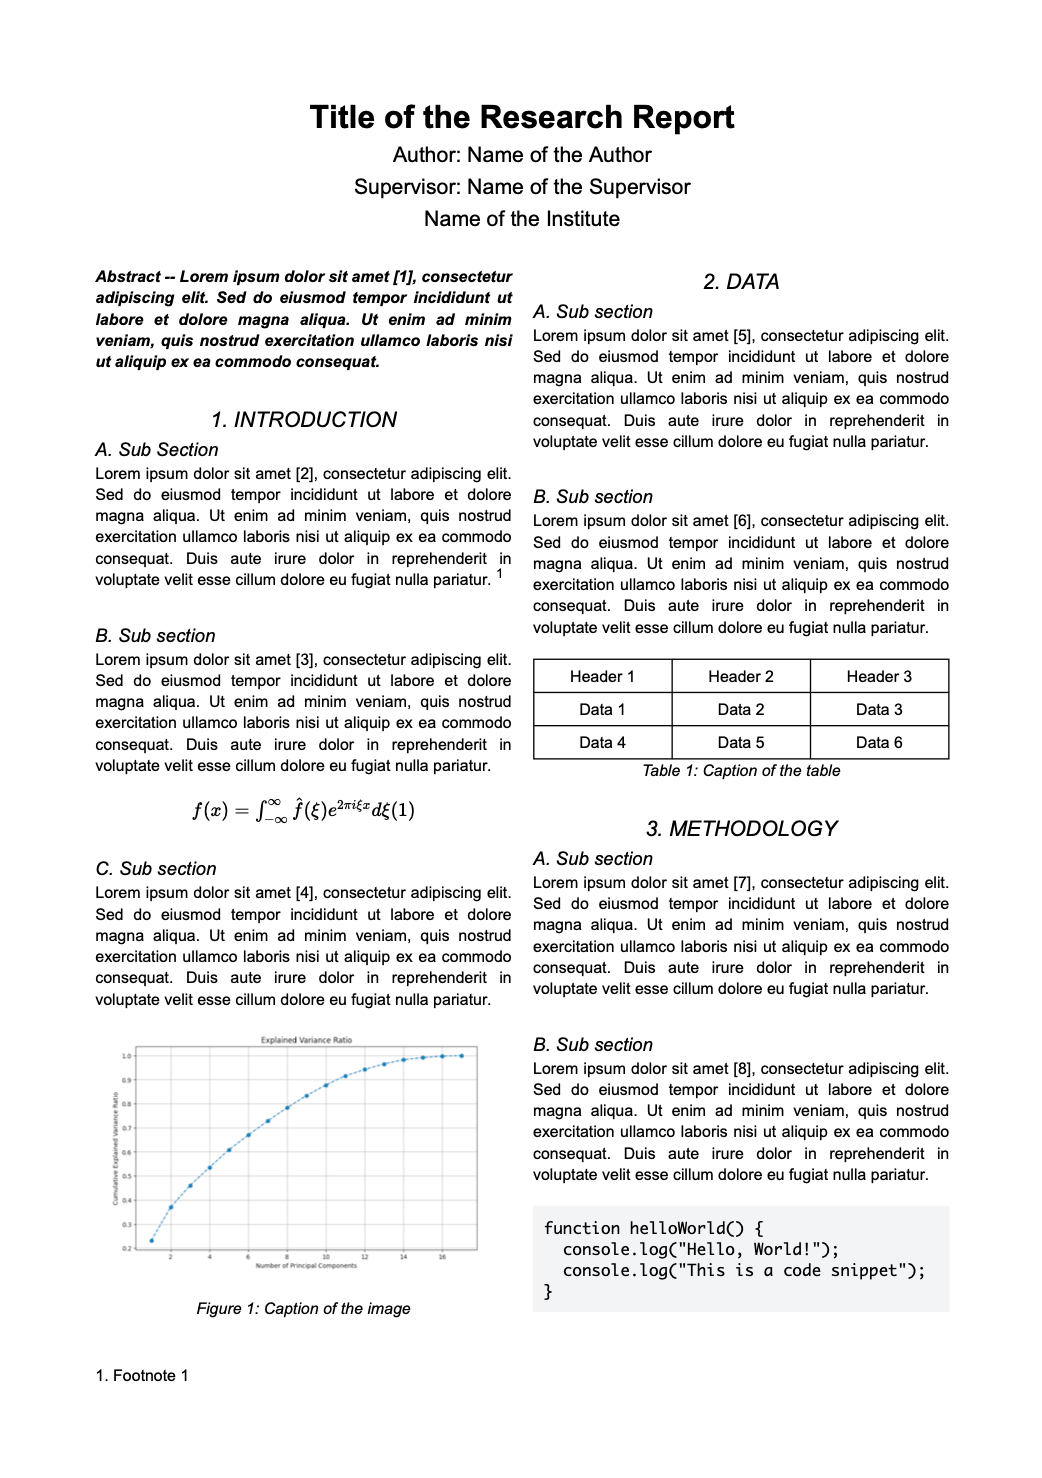 Title of the Research Report
Author: Name of the Author
Supervisor: Name of the Supervisor
Name of the Institute
Abstract -- Lorem ipsum dolor sit amet [1], consectetur
adipiscing elit. Sed do eiusmod tempor incididunt ut
labore et dolore magna aliqua. Ut enim ad minim
veniam, quis nostrud exercitation ullamco laboris nisi
ut aliquip ex ea commodo consequat.
1. INTRODUCTION
A. Sub Section
Lorem ipsum dolor sit amet [2], consectetur adipiscing elit.
Sed do eiusmod tempor incididunt ut labore et dolore
magna aliqua. Ut enim ad minim veniam, quis nostrud
exercitation ullamco laboris nisi ut aliquip ex ea commodo
consequat. Duis aute irure dolor in reprehenderit in
voluptate velit esse cillum dolore eu fugiat nulla pariatur. 1
B. Sub section
Lorem ipsum dolor sit amet [3], consectetur adipiscing elit.
Sed do eiusmod tempor incididunt ut labore et dolore
magna aliqua. Ut enim ad minim veniam, quis nostrud
exercitation ullamco laboris nisi ut aliquip ex ea commodo
consequat. Duis aute irure dolor in reprehenderit in
voluptate velit esse cillum dolore eu fugiat nulla pariatur.
f(x) = ∫_{-∞}^{∞} f̂(ξ)e^{2πiξx}dξ(1)
C. Sub section
Lorem ipsum dolor sit amet [4], consectetur adipiscing elit.
Sed do eiusmod tempor incididunt ut labore et dolore
magna aliqua. Ut enim ad minim veniam, quis nostrud
exercitation ullamco laboris nisi ut aliquip ex ea commodo
consequat. Duis aute irure dolor in reprehenderit in
voluptate velit esse cillum dolore eu fugiat nulla pariatur.
Explained Variance Ratio
Cumulative Explained Variance Ratio
1.0
0.9
0.8
0.7
0.6
0.5
0.4
0.3
0.2
2 4 6 8 10 12 14 16
Number of Principal Components
Figure 1: Caption of the image
1. Footnote 1
2. DATA
A. Sub section
Lorem ipsum dolor sit amet [5], consectetur adipiscing elit.
Sed do eiusmod tempor incididunt ut labore et dolore
magna aliqua. Ut enim ad minim veniam, quis nostrud
exercitation ullamco laboris nisi ut aliquip ex ea commodo
consequat. Duis aute irure dolor in reprehenderit in
voluptate velit esse cillum dolore eu fugiat nulla pariatur.
B. Sub section
Lorem ipsum dolor sit amet [6], consectetur adipiscing elit.
Sed do eiusmod tempor incididunt ut labore et dolore
magna aliqua. Ut enim ad minim veniam, quis nostrud
exercitation ullamco laboris nisi ut aliquip ex ea commodo
consequat. Duis aute irure dolor in reprehenderit in
voluptate velit esse cillum dolore eu fugiat nulla pariatur.
Header 1 Header 2 Header 3
Data 1 Data 2 Data 3
Data 4 Data 5 Data 6
Table 1: Caption of the table
3. METHODOLOGY
A. Sub section
Lorem ipsum dolor sit amet [7], consectetur adipiscing elit.
Sed do eiusmod tempor incididunt ut labore et dolore
magna aliqua. Ut enim ad minim veniam, quis nostrud
exercitation ullamco laboris nisi ut aliquip ex ea commodo
consequat. Duis aute irure dolor in reprehenderit in
voluptate velit esse cillum dolore eu fugiat nulla pariatur.
B. Sub section
Lorem ipsum dolor sit amet [8], consectetur adipiscing elit.
Sed do eiusmod tempor incididunt ut labore et dolore
magna aliqua. Ut enim ad minim veniam, quis nostrud
exercitation ullamco laboris nisi ut aliquip ex ea commodo
consequat. Duis aute irure dolor in reprehenderit in
voluptate velit esse cillum dolore eu fugiat nulla pariatur.
function helloWorld() {
  console.log("Hello, World!");
  console.log("This is a code snippet");
}